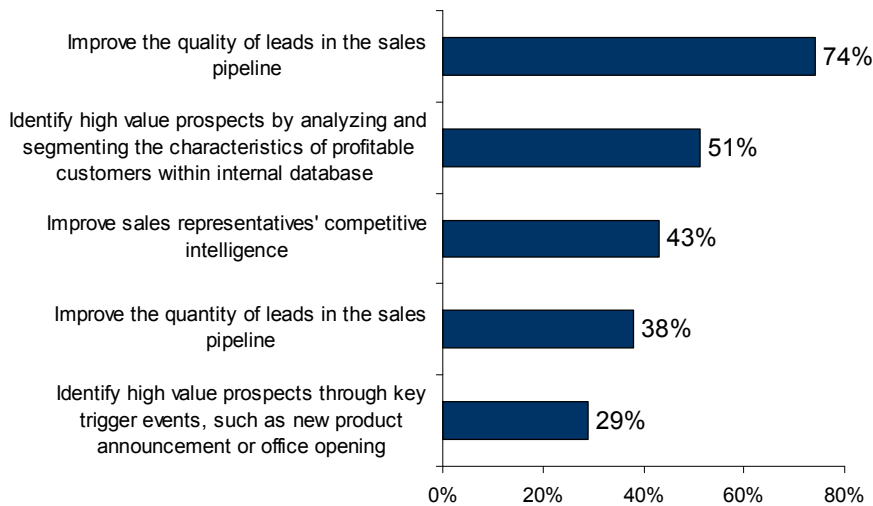 Improve the quality of leads in the sales
pipeline
74%
Identify high value prospects by analyzing and
segmenting the characteristics of profitable
customers within internal database
51%
Improve sales representatives' competitive
intelligence
43%
Improve the quantity of leads in the sales
pipeline
38%
Identify high value prospects through key
trigger events, such as new product
announcement or office opening
29%
0% 20% 40% 60% 80%